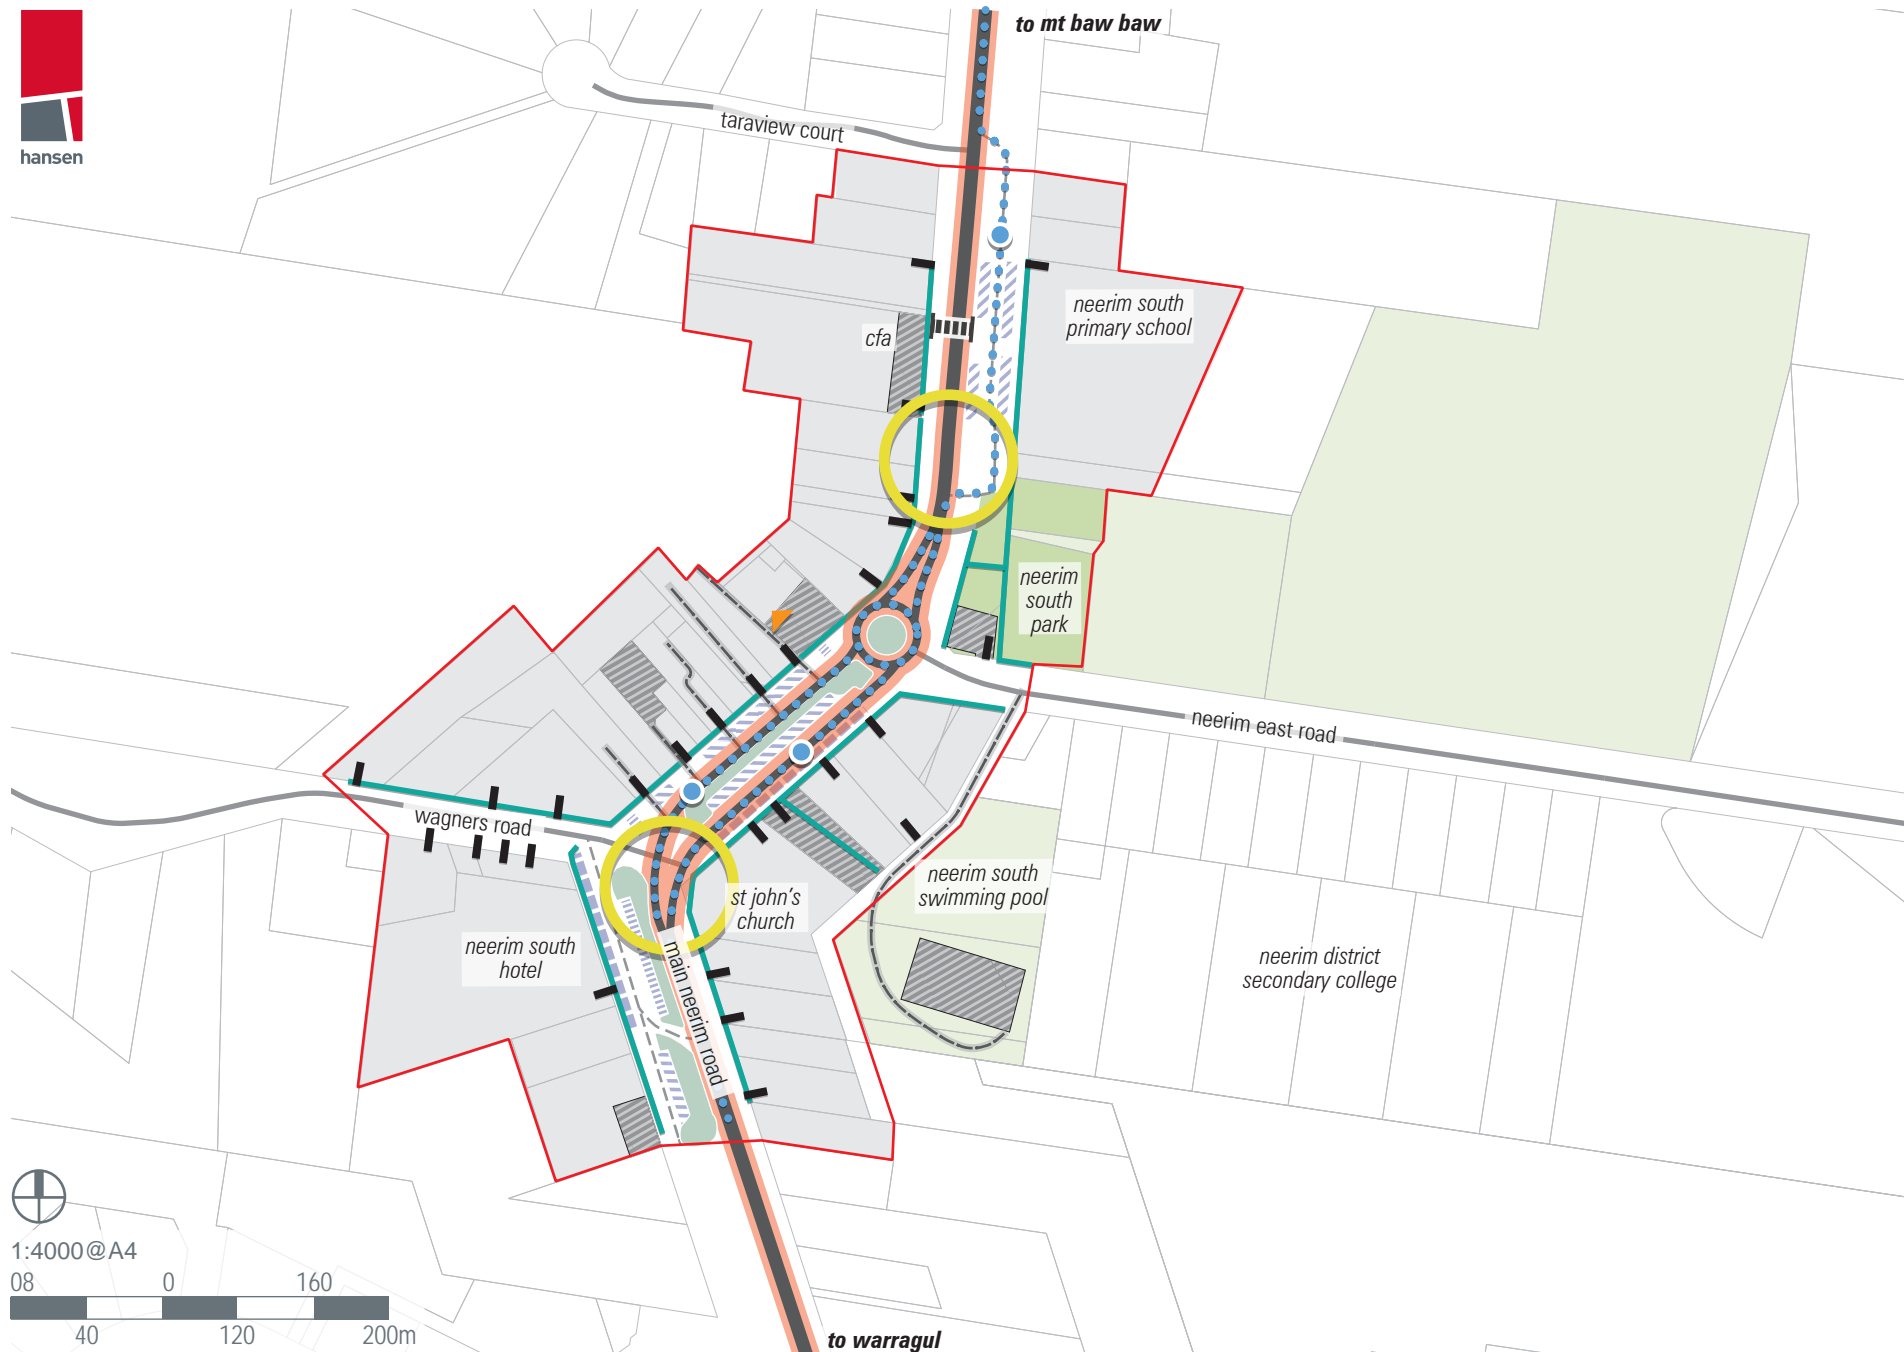 to mt baw baw
hansen
taraview court
neerim south
primary school
cfa
neerim
south
park
neerim east road
wagners road
neerim south
swimming pool
st john's
church
neerim south
hotel
neerim district
secondary college
main neerim road
1:4000@A4
08 0 160
40 120 200m
to warragul